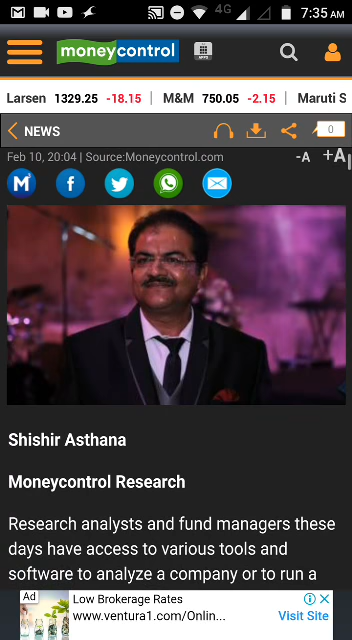 4G 7:35 AM
moneycontrol APPS
Larsen 1329.25 -18.15 | M&M 750.05 -2.15 | Maruti S
NEWS 0
Feb 10, 20:04 | Source:Moneycontrol.com -A +A
M
Shishir Asthana
Moneycontrol Research
Research analysts and fund managers these
days have access to various tools and
software to analyze a company or to run a
Ad Low Brokerage Rates
www.ventura1.com/Onlin... Visit Site